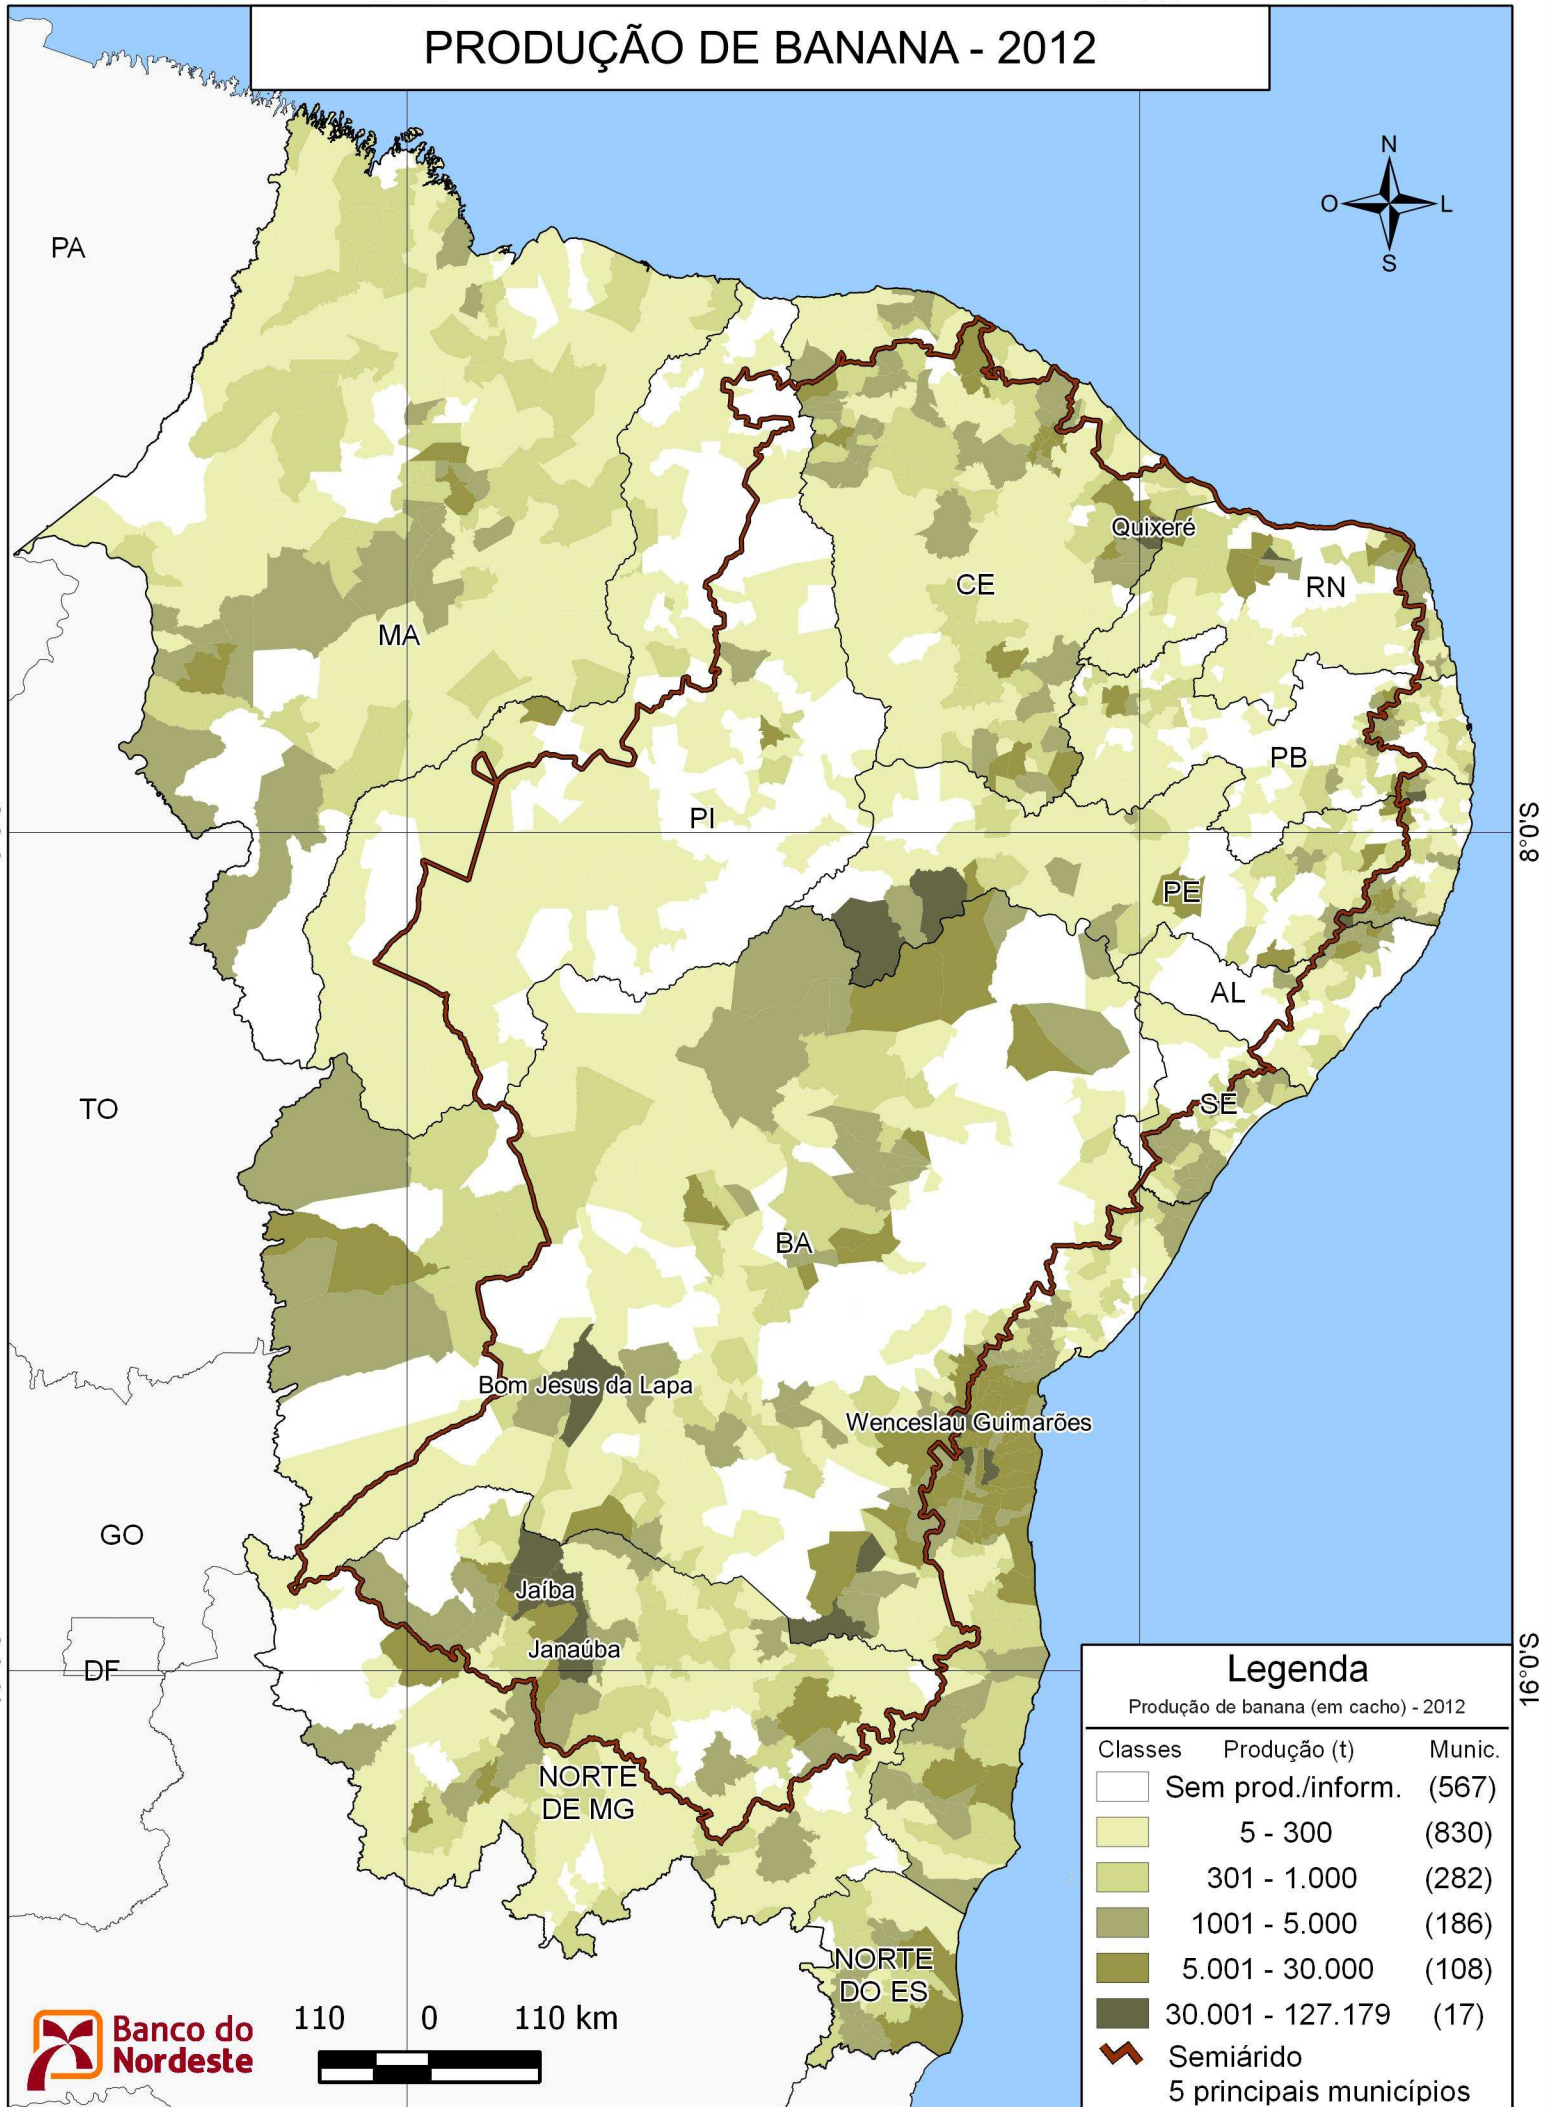 PRODUÇÃO DE BANANA - 2012
N
O
L
S
PA
Quixeré
CE
RN
MA
PB
PI
8°0'S
PE
AL
TO
SE
BA
Bom Jesus da Lapa
Wenceslau Guimarões
GO
Jaíba
Janaúba
DF
16°0'S
NORTE
DE MG
NORTE
DO ES
Legenda
Produção de banana (em cacho) - 2012
Classes Produção (t) Munic.
Sem prod./inform. (567)
5 - 300 (830)
301 - 1.000 (282)
1001 - 5.000 (186)
5.001 - 30.000 (108)
30.001 - 127.179 (17)
Semiárido
5 principais municípios
Banco do
Nordeste
110 0 110 km